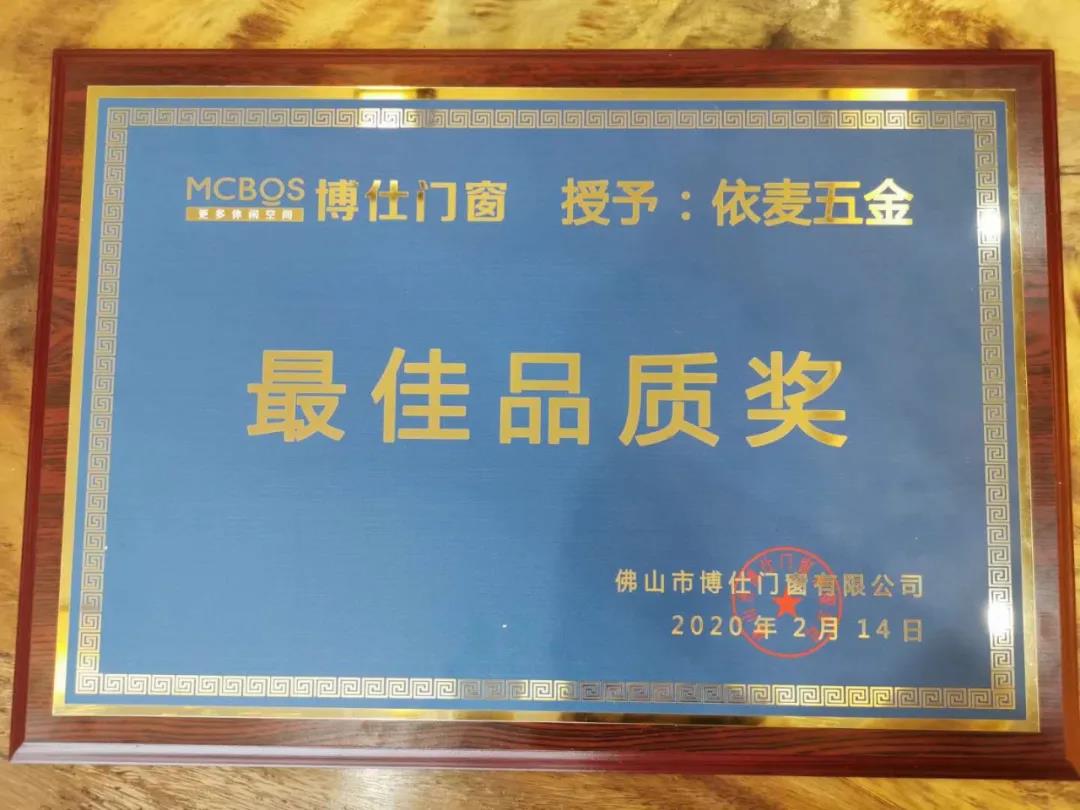 MCBOS 博仕门窗 授予：依麦五金
更多休闲空间
最佳品质奖
佛山市博仕门窗有限公司
2020年2月14日